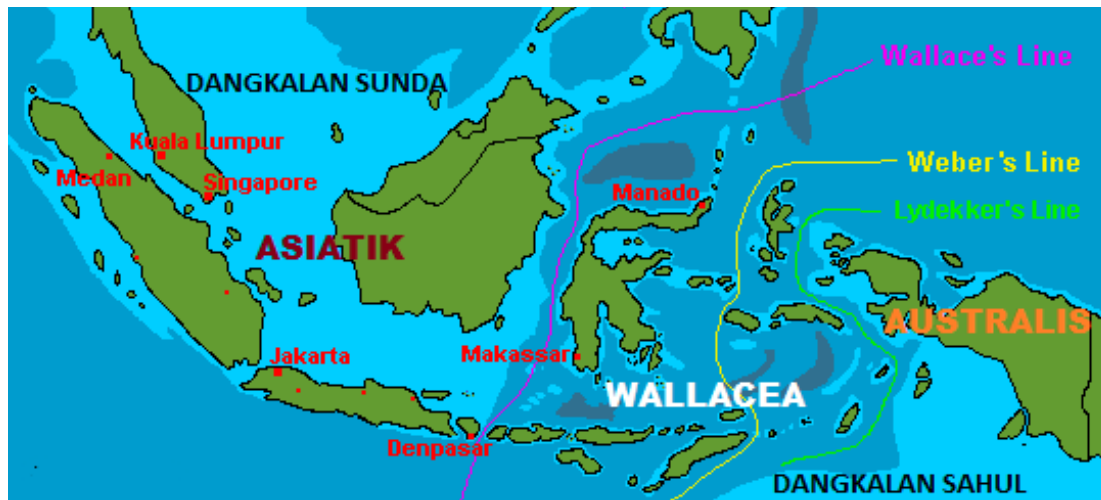 Wallace's Line
DANGKALAN SUNDA
Kuala Lumpur
Medan
Singapore
Weber's Line
Manado
Lydekker's Line
ASIATIK
AUSTRALIS
Jakarta
Makassar
WALLACEA
Denpasar
DANGKALAN SAHUL